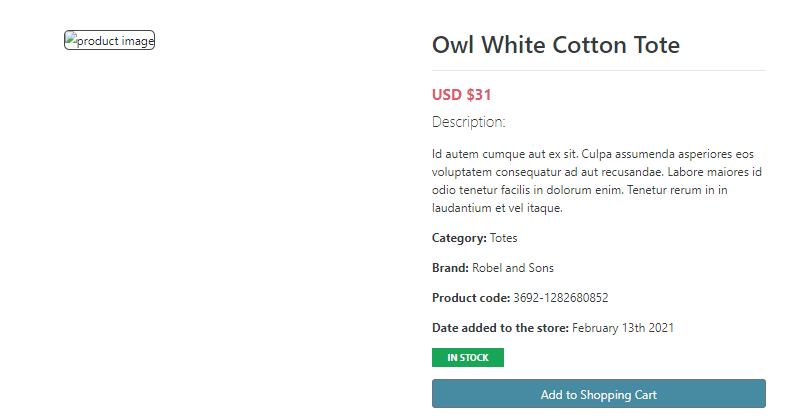 product image
Owl White Cotton Tote
USD $31
Description:
Id autem cumque aut ex sit. Culpa assumenda asperiores eos
voluptatem consequatur ad aut recusandae. Labore maiores id
odio tenetur facilis in dolorum enim. Tenetur rerum in in
laudantium et vel itaque.
Category: Totes
Brand: Robel and Sons
Product code: 3692-1282680852
Date added to the store: February 13th 2021
IN STOCK
Add to Shopping Cart